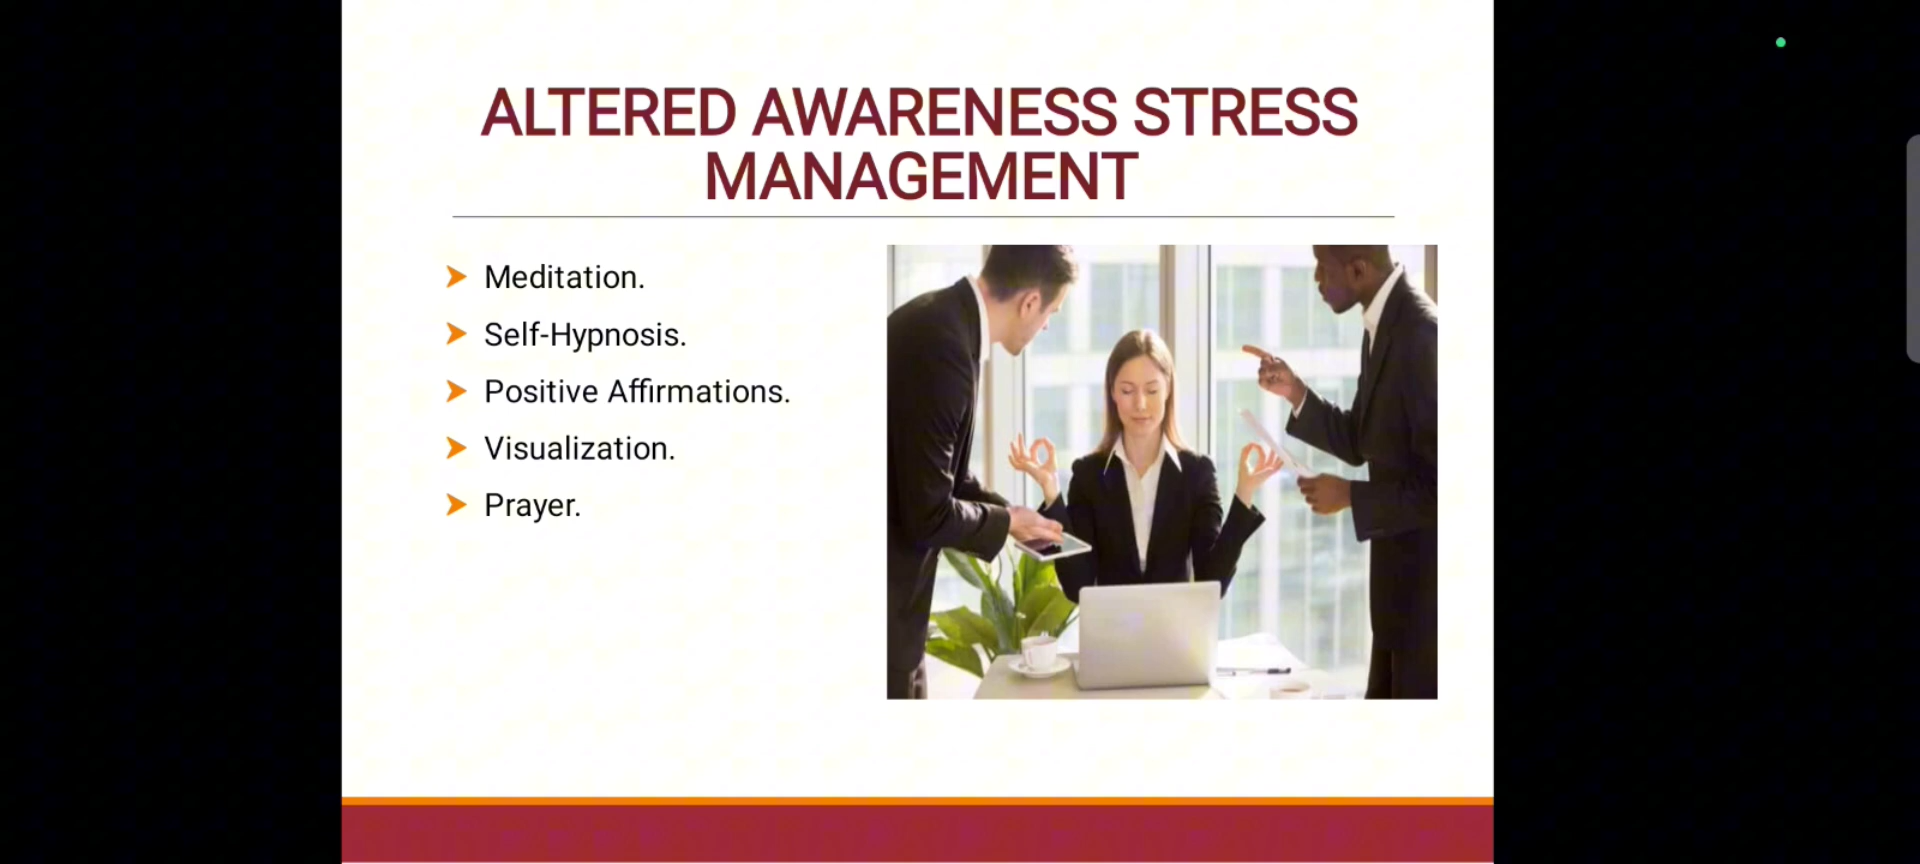 ALTERED AWARENESS STRESS
MANAGEMENT
Meditation.
Self-Hypnosis.
Positive Affirmations.
Visualization.
Prayer.